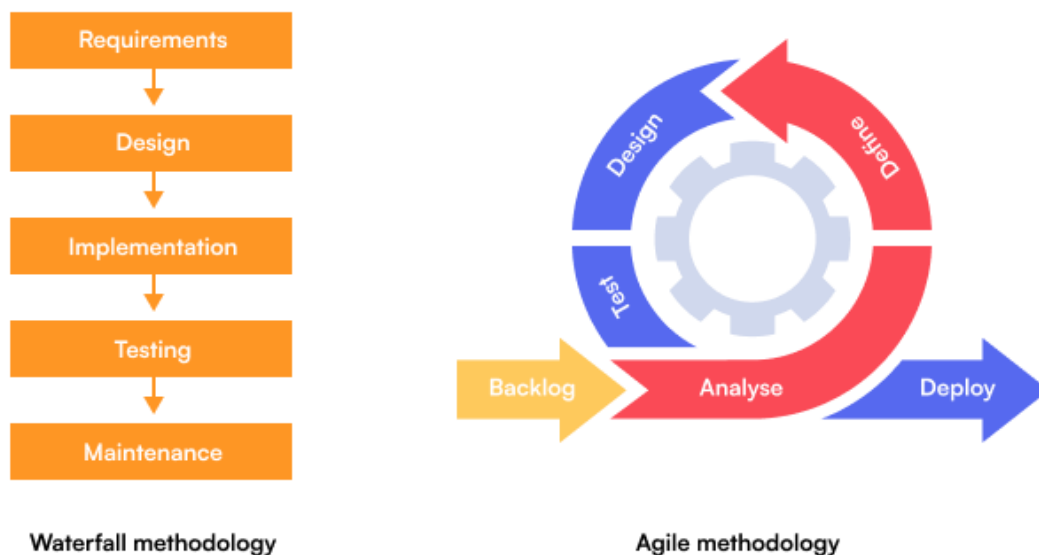 Requirements
Design
Implementation
Testing
Maintenance
Waterfall methodology
Design
Define
Test
Backlog
Analyse
Deploy
Agile methodology